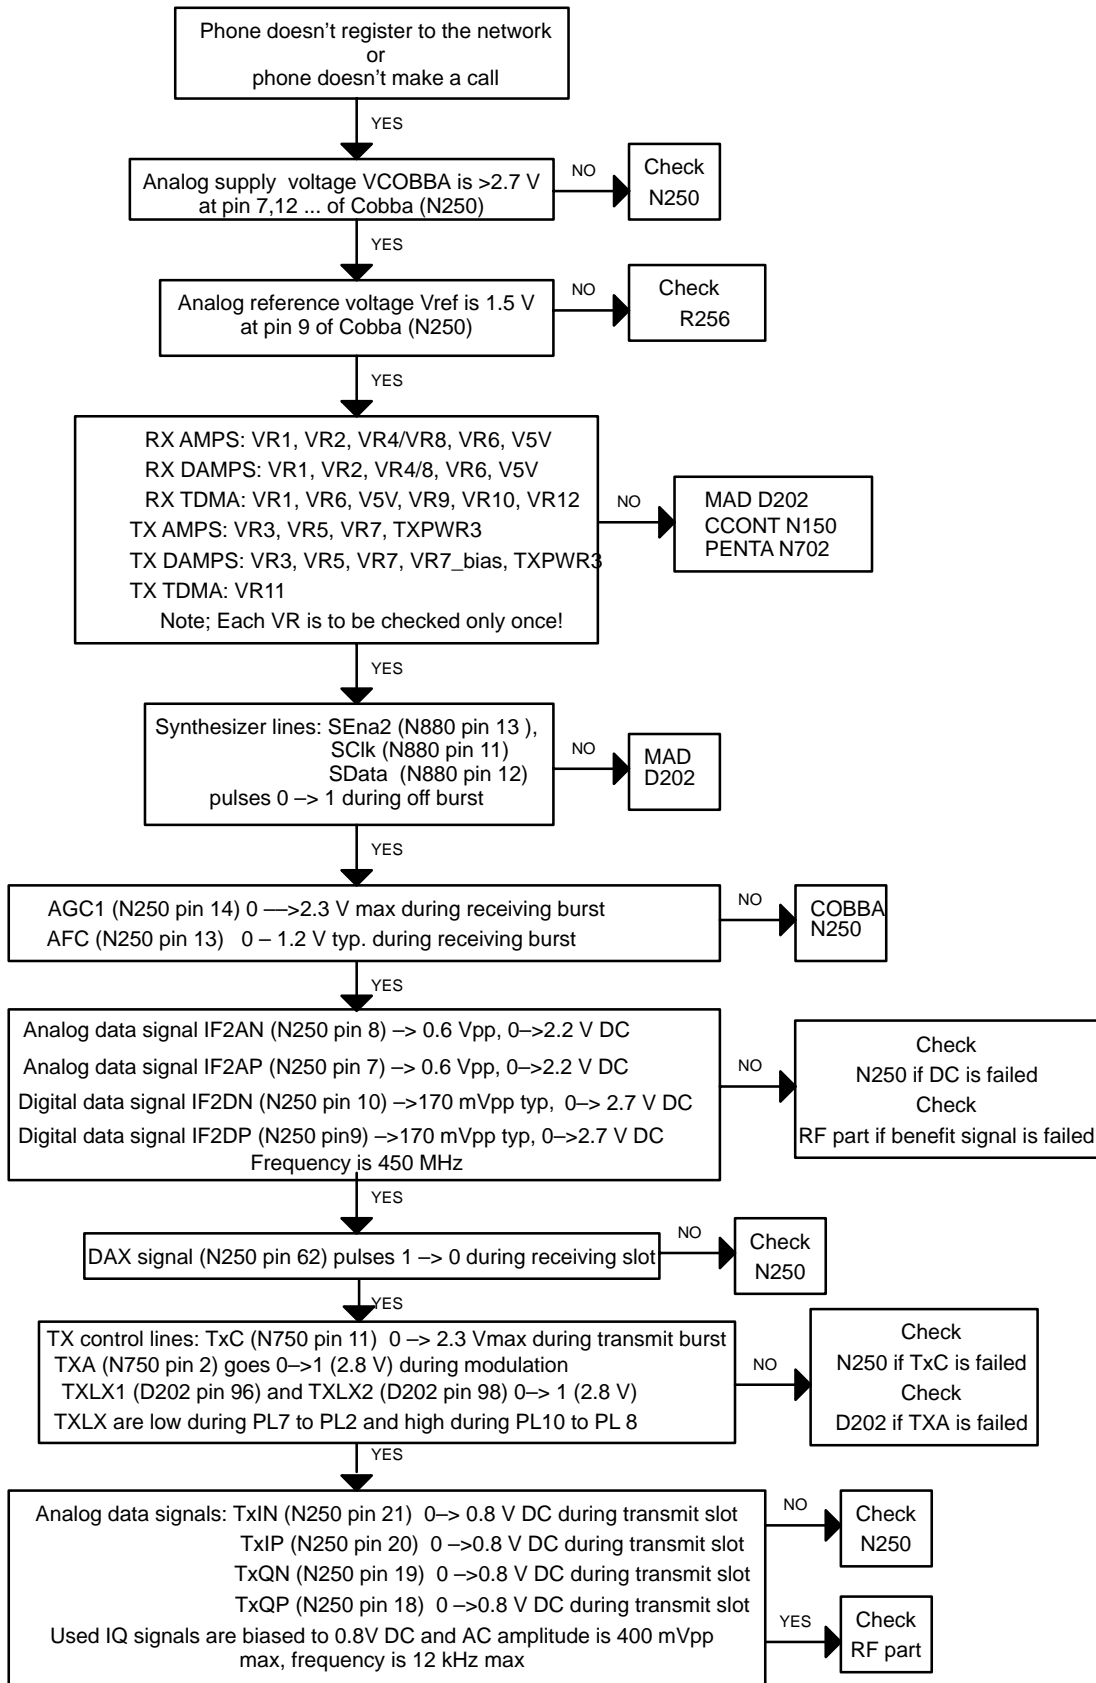 Phone doesn't register to the network
or
phone doesn't make a call
YES
Analog supply voltage VCOBBA is >2.7 V
at pin 7,12 ... of Cobba (N250)
NO
Check
N250
YES
Analog reference voltage Vref is 1.5 V
at pin 9 of Cobba (N250)
NO
Check
R256
YES
RX AMPS: VR1, VR2, VR4/VR8, VR6, V5V
RX DAMPS: VR1, VR2, VR4/8, VR6, V5V
RX TDMA: VR1, VR6, V5V, VR9, VR10, VR12
TX AMPS: VR3, VR5, VR7, TXPWR3
TX DAMPS: VR3, VR5, VR7, VR7_bias, TXPWR3
TX TDMA: VR11
Note; Each VR is to be checked only once!
NO
MAD D202
CCONT N150
PENTA N702
YES
Synthesizer lines: SEna2 (N880 pin 13 ),
SClk (N880 pin 11)
SData (N880 pin 12)
pulses 0 –> 1 during off burst
NO
MAD
D202
YES
AGC1 (N250 pin 14) 0 —>2.3 V max during receiving burst
AFC (N250 pin 13) 0 – 1.2 V typ. during receiving burst
NO
COBBA
N250
YES
Analog data signal IF2AN (N250 pin 8) –> 0.6 Vpp, 0–>2.2 V DC
Analog data signal IF2AP (N250 pin 7) –> 0.6 Vpp, 0–>2.2 V DC
Digital data signal IF2DN (N250 pin 10) –>170 mVpp typ, 0–> 2.7 V DC
Digital data signal IF2DP (N250 pin9) –>170 mVpp typ, 0–>2.7 V DC
Frequency is 450 MHz
NO
Check
N250 if DC is failed
Check
RF part if benefit signal is failed
YES
DAX signal (N250 pin 62) pulses 1 –> 0 during receiving slot
NO
Check
N250
YES
TX control lines: TxC (N750 pin 11) 0 –> 2.3 Vmax during transmit burst
TXA (N750 pin 2) goes 0–>1 (2.8 V) during modulation
TXLX1 (D202 pin 96) and TXLX2 (D202 pin 98) 0–> 1 (2.8 V)
TXLX are low during PL7 to PL2 and high during PL10 to PL 8
NO
Check
N250 if TxC is failed
Check
D202 if TXA is failed
YES
Analog data signals: TxIN (N250 pin 21) 0–> 0.8 V DC during transmit slot
TxIP (N250 pin 20) 0 –>0.8 V DC during transmit slot
TxQN (N250 pin 19) 0 –>0.8 V DC during transmit slot
TxQP (N250 pin 18) 0 –>0.8 V DC during transmit slot
Used IQ signals are biased to 0.8V DC and AC amplitude is 400 mVpp
max, frequency is 12 kHz max
NO
Check
N250
YES
Check
RF part